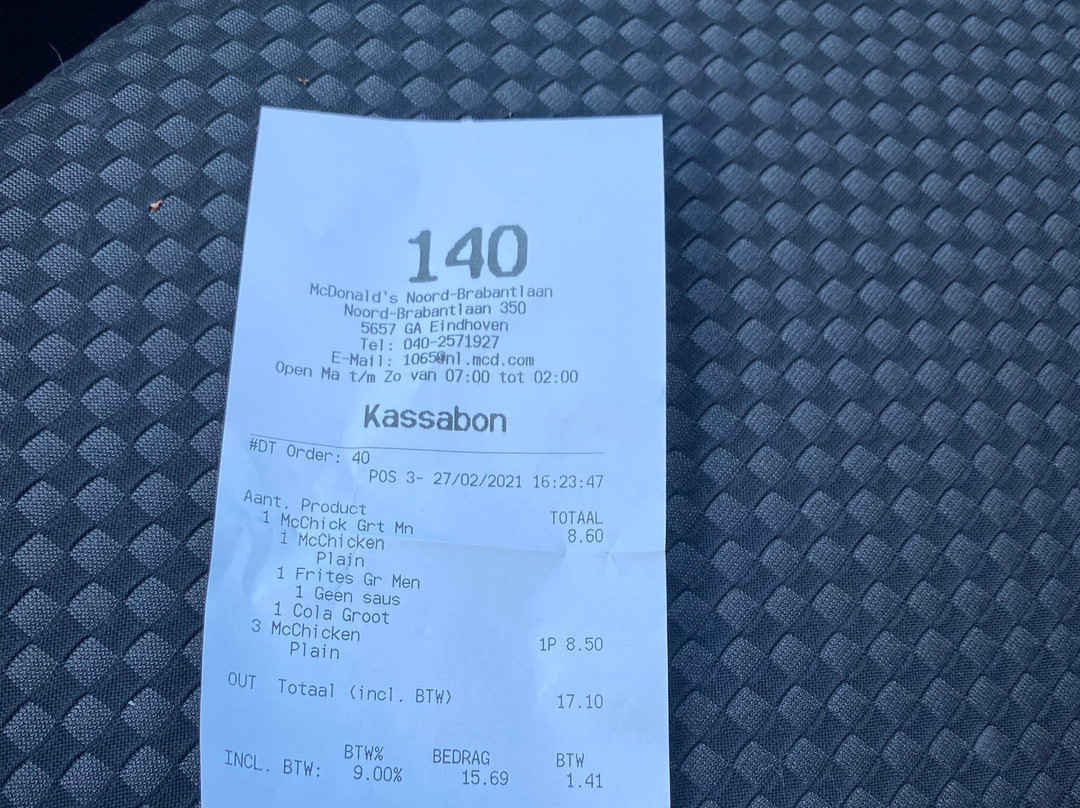 140
McDonald's Noord-Brabantlaan
Noord-Brabantlaan 350
5657 GA Eindhoven
Tel: 040-2571927
E-Mail: 1065@nl.mcd.com
Open Ma t/m Zo van 07:00 tot 02:00
Kassabon
#DT Order: 40
POS 3- 27/02/2021 16:23:47
Aant. Product TOTAAL
1 McChick Grt Mn 8.60
1 McChicken
Plain
1 Frites Gr Men
1 Geen saus
1 Cola Groot
3 McChicken 1P 8.50
Plain
OUT Totaal (incl. BTW) 17.10
BTW% BEDRAG BTW
INCL. BTW: 9.00% 15.69 1.41